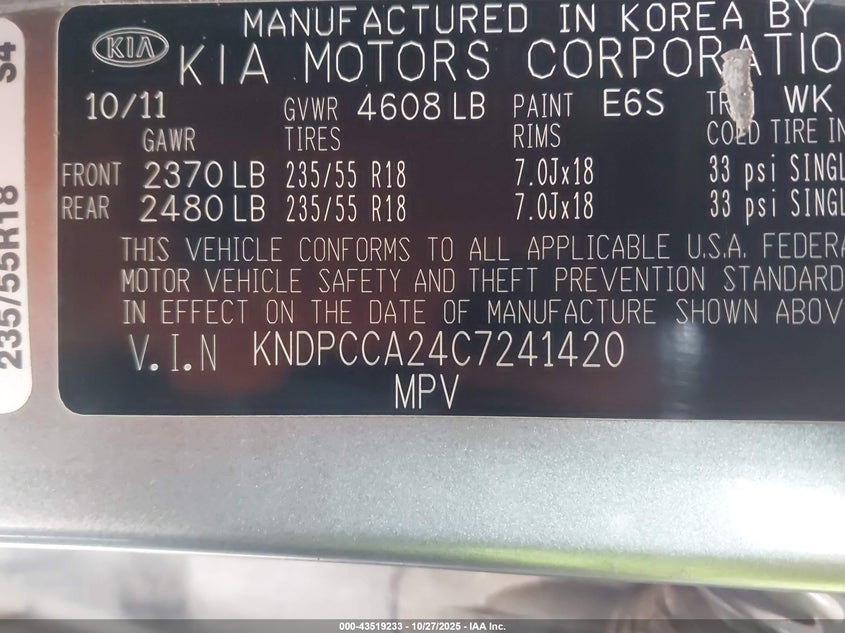 MANUFACTURED IN KOREA BY
KIA KIA MOTORS CORPORATIO
10/11 GVWR 4608 LB PAINT E6S TR WK
GAWR TIRES RIMS COLD TIRE IN
FRONT 2370 LB 235/55 R18 7.0Jx18 33 psi SINGL
REAR 2480 LB 235/55 R18 7.0Jx18 33 psi SINGL
THIS VEHICLE CONFORMS TO ALL APPLICABLE U.S.A. FEDERA
MOTOR VEHICLE SAFETY AND THEFT PREVENTION STANDARD
IN EFFECT ON THE DATE OF MANUFACTURE SHOWN ABOV
V.I.N KNDPCCA24C7241420
MPV
235/55R18 S4
000-43519233 - 10/27/2025 - IAA Inc.